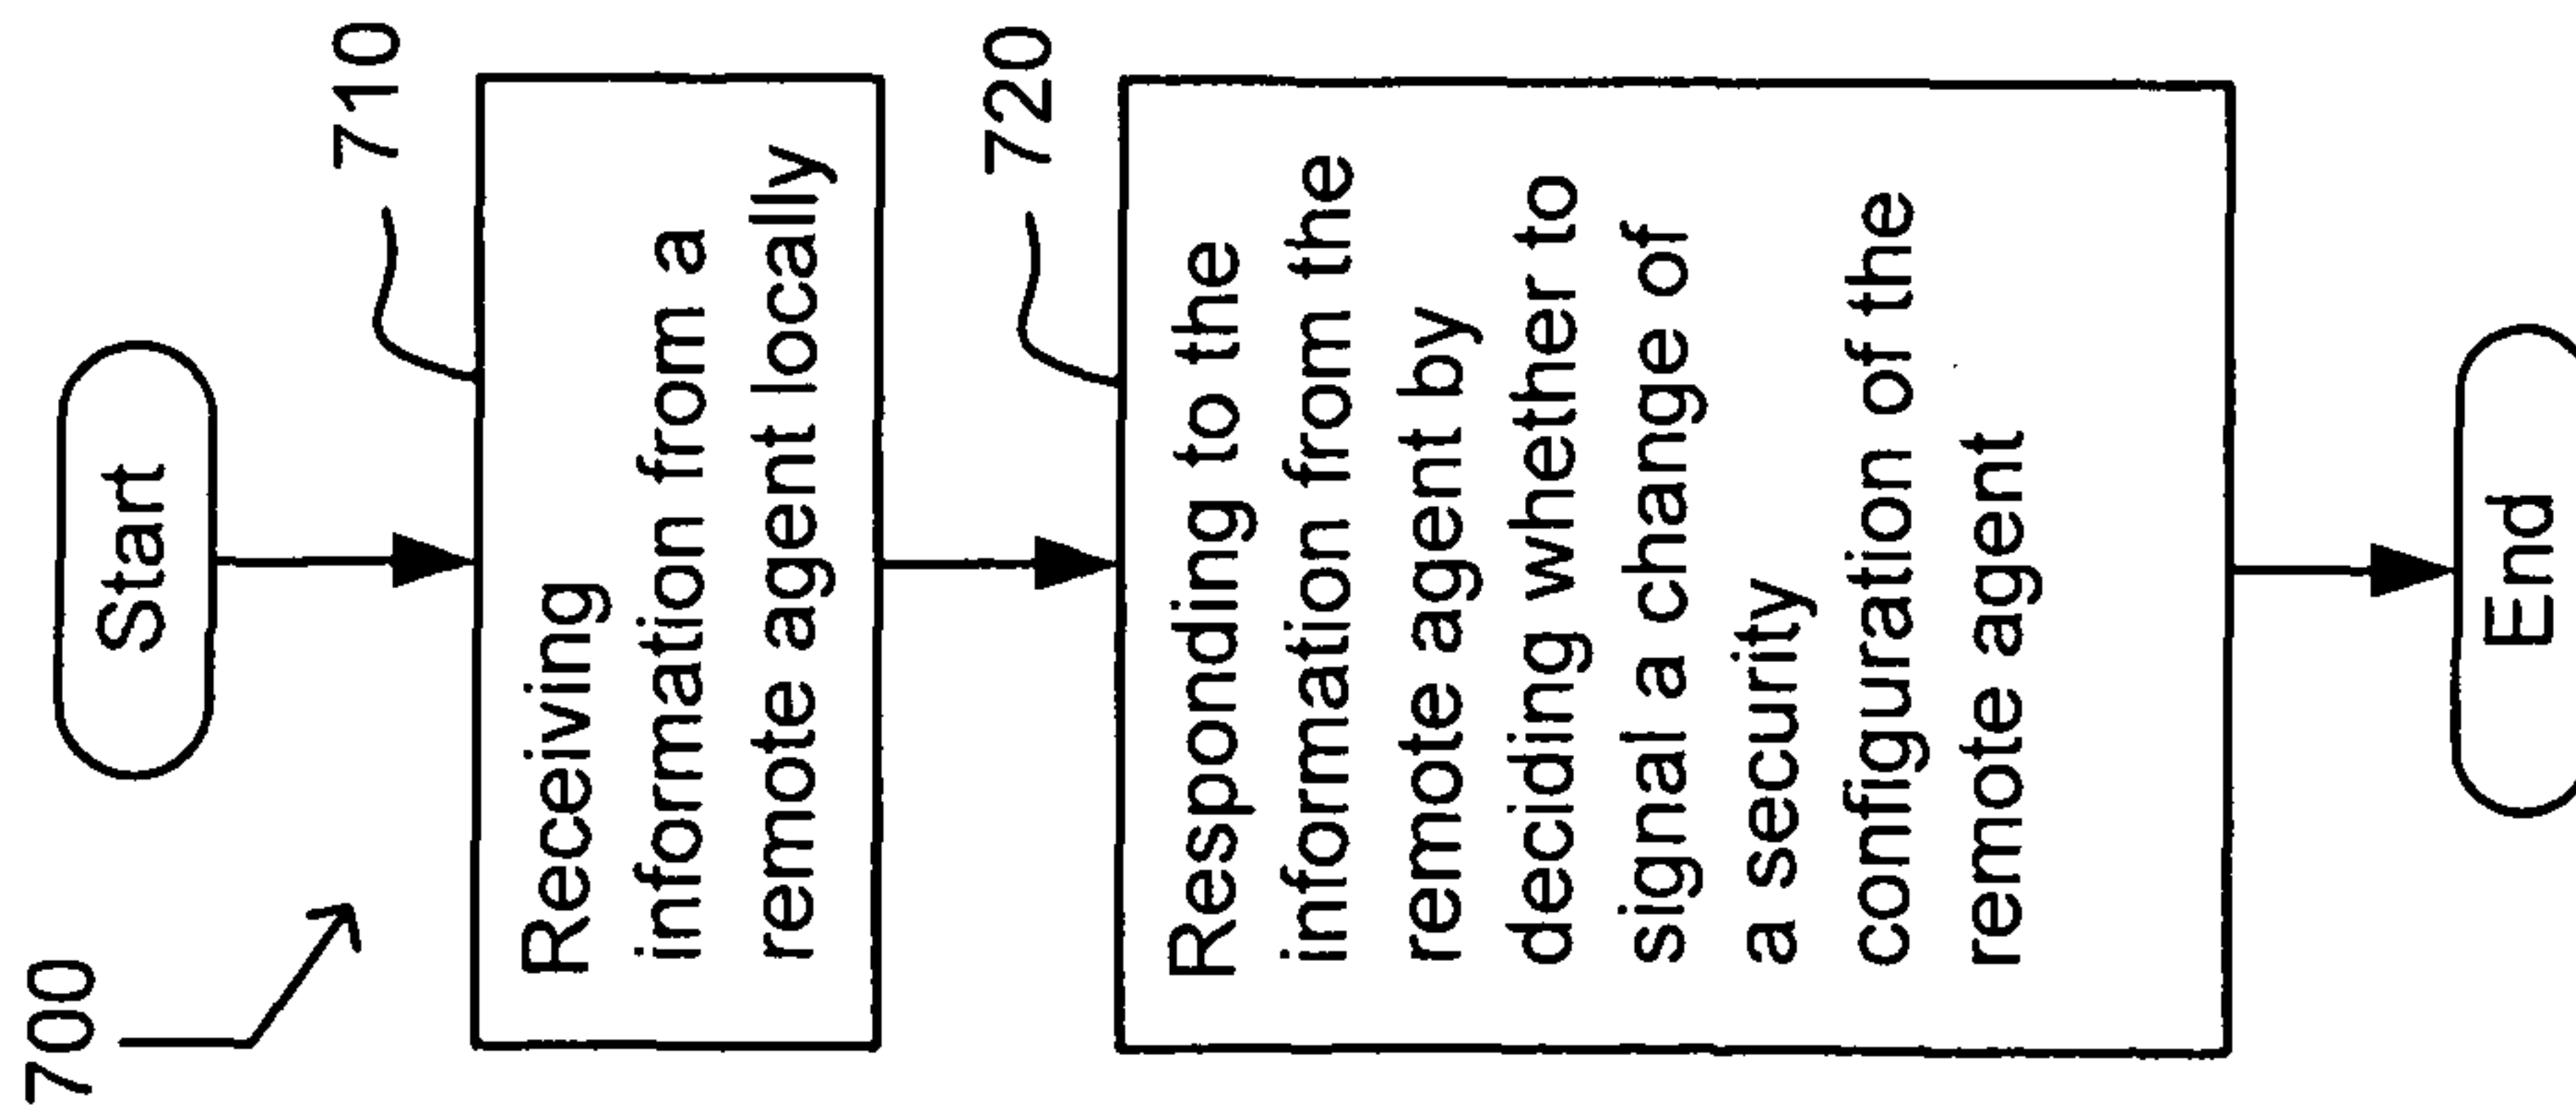 700
Start
710
Receiving
information from a
remote agent locally
720
Responding to the
information from the
remote agent by
deciding whether to
signal a change of
a security
configuration of the
remote agent
End